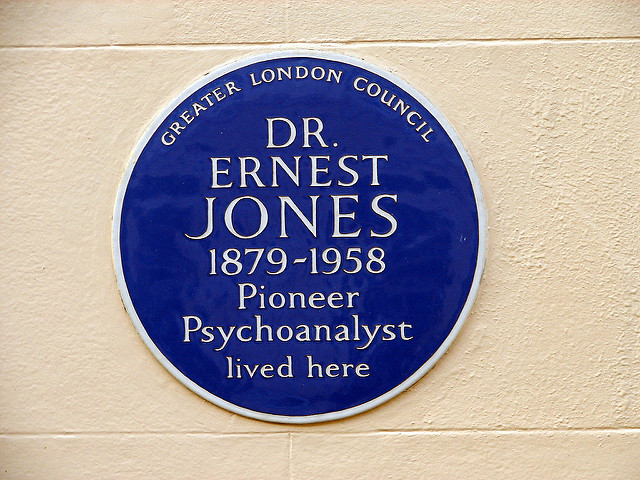 GREATER LONDON COUNCIL
DR.
ERNEST
JONES
1879-1958
Pioneer
Psychoanalyst
lived here